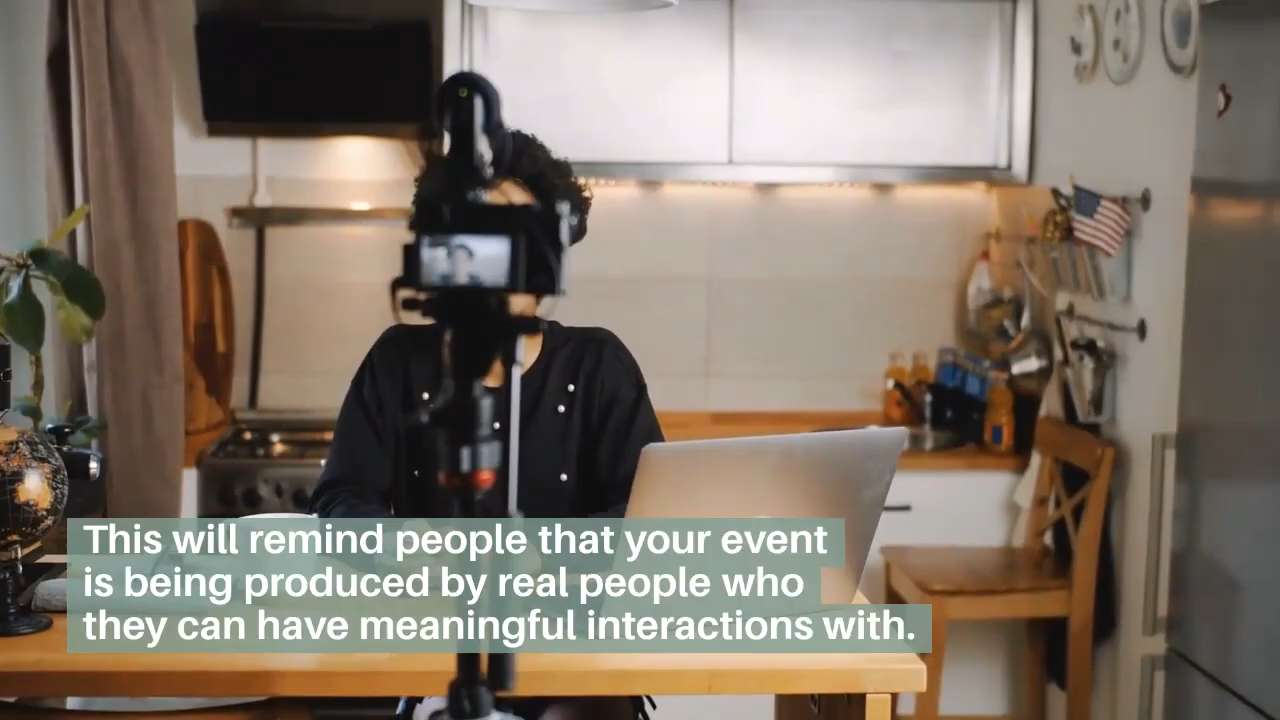 This will remind people that your event
is being produced by real people who
they can have meaningful interactions with.